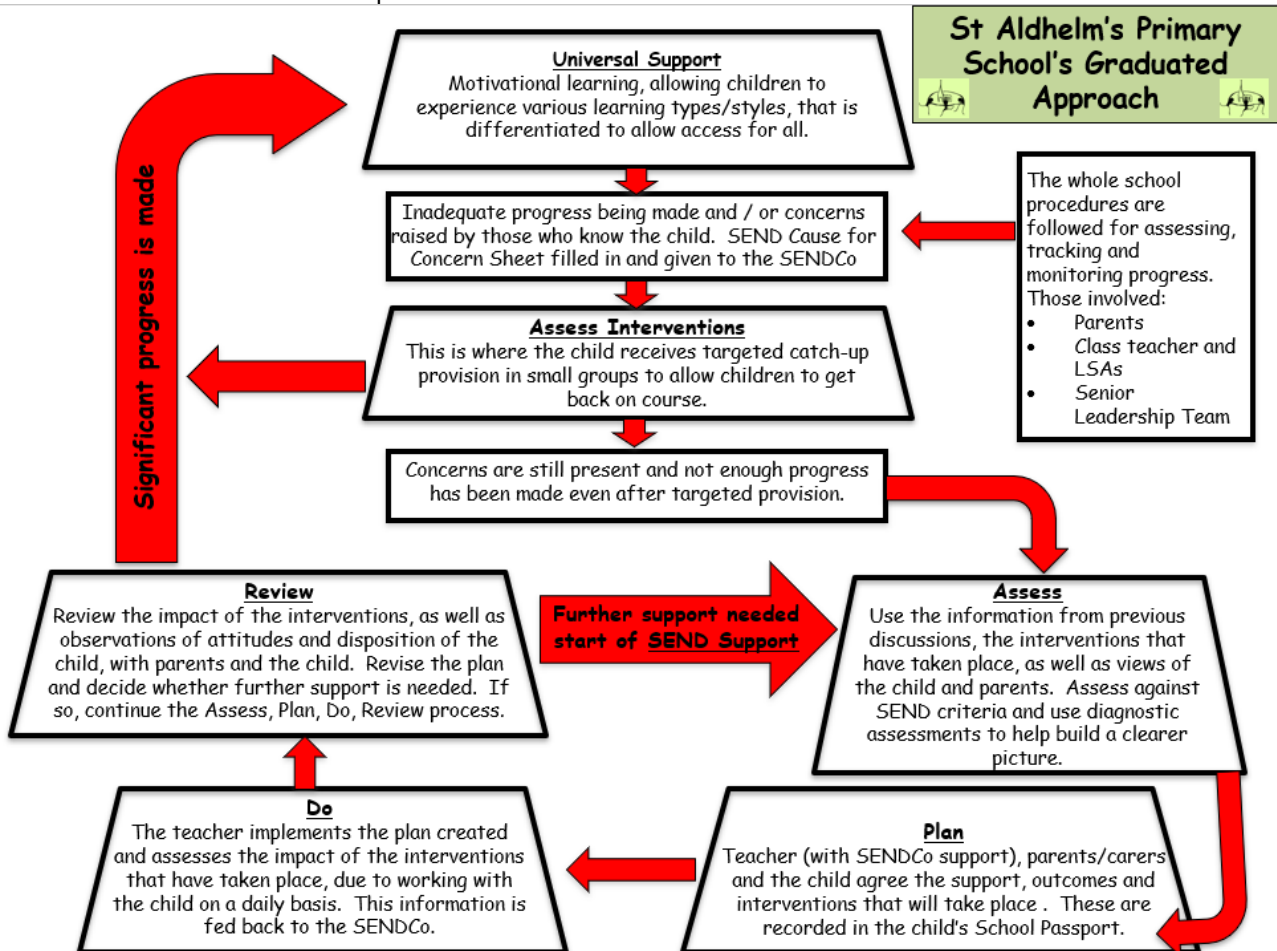 St Aldhelm's Primary
School's Graduated
Approach
Universal Support
Motivational learning, allowing children to
experience various learning types/styles, that is
differentiated to allow access for all.
Inadequate progress being made and / or concerns
raised by those who know the child.  SEND Cause for
Concern Sheet filled in and given to the SENDCo
The whole school
procedures are
followed for assessing,
tracking and
monitoring progress.
Those involved:
• Parents
• Class teacher and
LSAs
• Senior
Leadership Team
Significant progress is made
Assess Interventions
This is where the child receives targeted catch-up
provision in small groups to allow children to get
back on course.
Concerns are still present and not enough progress
has been made even after targeted provision.
Review
Review the impact of the interventions, as well as
observations of attitudes and disposition of the
child, with parents and the child.  Revise the plan
and decide whether further support is needed.  If
so, continue the Assess, Plan, Do, Review process.
Further support needed
start of SEND Support
Assess
Use the information from previous
discussions, the interventions that
have taken place, as well as views of
the child and parents.  Assess against
SEND criteria and use diagnostic
assessments to help build a clearer
picture.
Do
The teacher implements the plan created
and assesses the impact of the interventions
that have taken place, due to working with
the child on a daily basis.  This information is
fed back to the SENDCo.
Plan
Teacher (with SENDCo support), parents/carers
and the child agree the support, outcomes and
interventions that will take place .  These are
recorded in the child's School Passport.